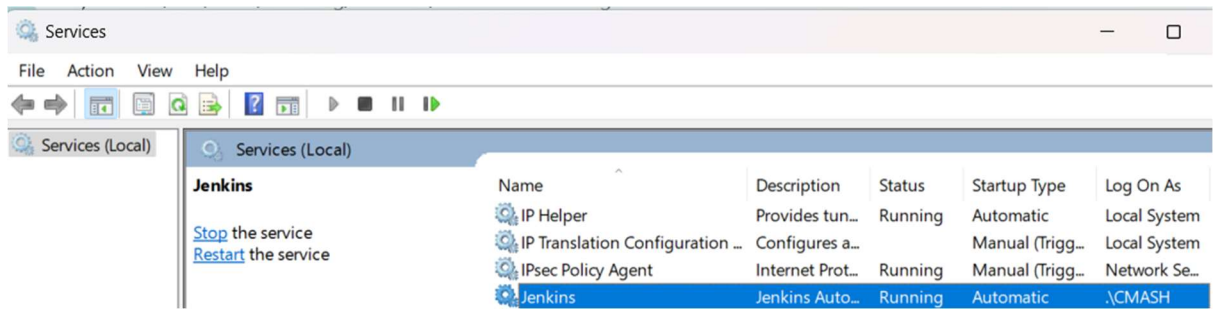 Services
File Action View Help
Services (Local)
Services (Local)
Jenkins
Stop the service
Restart the service
Name Description Status Startup Type Log On As
IP Helper Provides tun... Running Automatic Local System
IP Translation Configuration ... Configures a... Manual (Trigg... Local System
IPsec Policy Agent Internet Prot... Running Manual (Trigg... Network Se...
Jenkins Jenkins Auto... Running Automatic .\CMASH